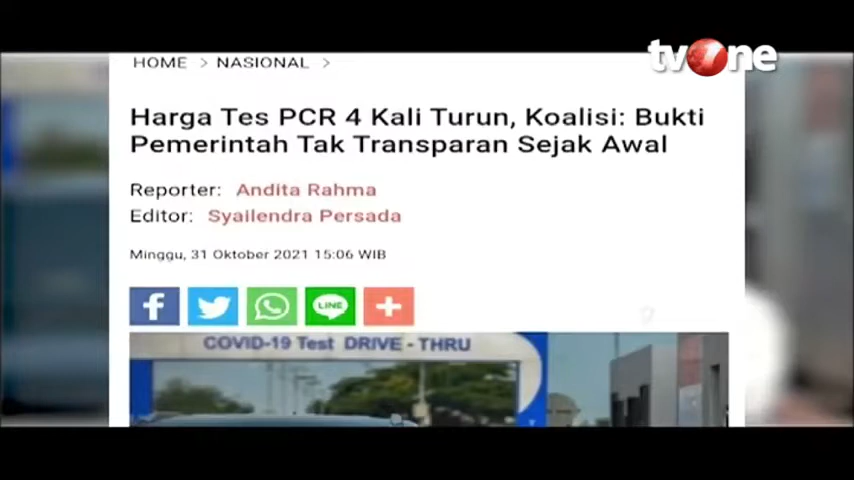 tvOne
HOME > NASIONAL >
Harga Tes PCR 4 Kali Turun, Koalisi: Bukti
Pemerintah Tak Transparan Sejak Awal
Reporter: Andita Rahma
Editor: Syailendra Persada
Minggu, 31 Oktober 2021 15:06 WIB
LINE
COVID-19 Test DRIVE - THRU